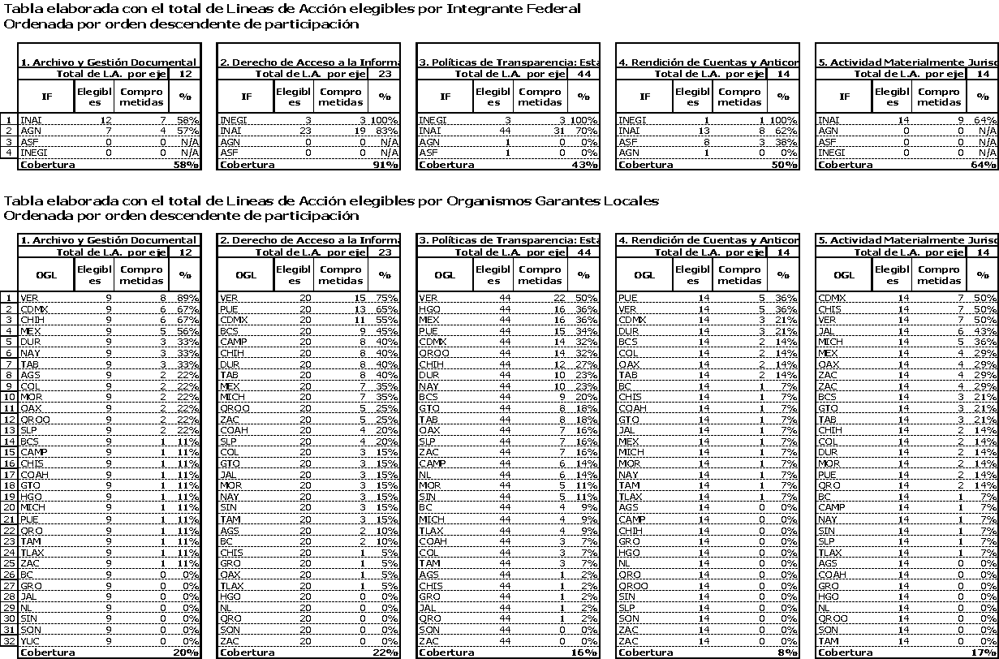 Tabla elaborada con el total de Lineas de Acción elegibles por Integrante Federal
Ordenada por orden descendente de participación
1. Archivo y Gestión Documental 2. Derecho de Acceso a la Informa 3. Políticas de Transparencia: Esta 4. Rendición de Cuentas y Anticor 5. Actividad Materialmente Jurisc
Total de L.A. por eje 12 Total de L.A. por eje 23 Total de L.A. por eje 44 Total de L.A. por eje 14 Total de L.A. por eje 14
IF Elegibl es Compro metidas % IF Elegibl es Compro metidas % IF Elegibl es Compro metidas % IF Elegibl es Compro metidas % IF Elegibl es Compro metidas %
1 INAI 12 7 58% INEGI 3 3 100% INEGI 3 3 100% INEGI 1 1 100% INAI 14 9 64%
2 AGN 7 4 57% INAI 23 19 83% INAI 44 31 70% INAI 13 8 62% AGN 0 0 N/A
3 ASF 0 0 N/A AGN 0 0 N/A AGN 1 0 0% ASF 8 3 38% ASF 0 0 N/A
4 INEGI 0 0 N/A ASF 0 0 N/A ASF 1 0 0% AGN 1 0 0% INEGI 0 0 N/A
Cobertura 58% 91% 43% Cobertura 50% Cobertura 64%
Tabla elaborada con el total de Lineas de Acción elegibles por Organismos Garantes Locales
Ordenada por orden descendente de participación
1. Archivo y Gestión Documental 2. Derecho de Acceso a la Informa 3. Políticas de Transparencia: Esta 4. Rendición de Cuentas y Anticor 5. Actividad Materialmente Jurisc
Total de L.A. por eje 12 Total de L.A. por eje 23 Total de L.A. por eje 44 Total de L.A. por eje 14 Total de L.A. por eje 14
OGL Elegibl es Compro metidas % OGL Elegibl es Compro metidas % OGL Elegibl es Compro metidas % OGL Elegibl es Compro metidas % OGL Elegibl es Compro metidas %
1 VER 9 8 89% VER 20 15 75% VER 44 22 50% PUE 14 5 36% CDMX 14 7 50%
2 CDMX 9 6 67% PUE 20 13 65% HGO 44 16 36% VER 14 5 36% CHIS 14 7 50%
3 CHIH 9 6 67% CDMX 20 11 55% MEX 44 16 36% CDMX 14 3 21% VER 14 7 50%
4 MEX 9 5 56% BCS 20 9 45% PUE 44 15 34% DUR 14 3 21% JAL 14 6 43%
5 DUR 9 3 33% CAMP 20 8 40% CDMX 44 14 32% BCS 14 2 14% MICH 14 5 36%
6 NAY 9 3 33% CHIH 20 8 40% QROO 44 14 32% COL 14 2 14% MEX 14 4 29%
7 TAB 9 3 33% DUR 20 8 40% CHIH 44 12 27% OAX 14 2 14% OAX 14 4 29%
8 AGS 9 2 22% TAB 20 8 40% DUR 44 10 23% TAB 14 2 14% ZAC 14 4 29%
9 COL 9 2 22% MEX 20 7 35% NAY 44 10 23% BC 14 1 7% ZAC 14 4 29%
10 MOR 9 2 22% MICH 20 7 35% BCS 44 9 20% CHIS 14 1 7% BCS 14 3 21%
11 OAX 9 2 22% QROO 20 5 25% GTO 44 8 18% COAH 14 1 7% GTO 14 3 21%
12 QROO 9 2 22% ZAC 20 5 25% TAB 44 8 18% GTO 14 1 7% TAB 14 3 21%
13 SLP 9 2 22% COAH 20 4 20% OAX 44 7 16% JAL 14 1 7% CHIH 14 2 14%
14 BCS 9 1 11% SLP 20 4 20% SLP 44 7 16% MEX 14 1 7% COL 14 2 14%
15 CAMP 9 1 11% COL 20 3 15% ZAC 44 7 16% MICH 14 1 7% DUR 14 2 14%
16 CHIS 9 1 11% GTO 20 3 15% CAMP 44 6 14% MOR 14 1 7% MOR 14 2 14%
17 COAH 9 1 11% JAL 20 3 15% NL 44 6 14% NAY 14 1 7% PUE 14 2 14%
18 GTO 9 1 11% MOR 20 3 15% MOR 44 5 11% TAM 14 1 7% QRO 14 2 14%
19 HGO 9 1 11% NAY 20 3 15% SIN 44 5 11% TLAX 14 1 7% BC 14 1 7%
20 MICH 9 1 11% SIN 20 3 15% BC 44 4 9% AGS 14 0 0% CAMP 14 1 7%
21 PUE 9 1 11% TAM 20 3 15% MICH 44 4 9% CAMP 14 0 0% NAY 14 1 7%
22 QRO 9 1 11% AGS 20 2 10% TLAX 44 4 9% CHIH 14 0 0% SIN 14 1 7%
23 TAM 9 1 11% BC 20 2 10% COAH 44 3 7% GRO 14 0 0% SLP 14 1 7%
24 TLAX 9 1 11% CHIS 20 1 5% COL 44 3 7% HGO 14 0 0% TLAX 14 1 7%
25 ZAC 9 1 11% GRO 20 1 5% TAM 44 3 7% NL 14 0 0% AGS 14 0 0%
26 BC 9 0 0% OAX 20 1 5% AGS 44 1 2% QRO 14 0 0% COAH 14 0 0%
27 GRO 9 0 0% TLAX 20 1 5% CHIS 44 1 2% QROO 14 0 0% GRO 14 0 0%
28 JAL 9 0 0% HGO 20 0 0% GRO 44 1 2% SIN 14 0 0% HGO 14 0 0%
29 NL 9 0 0% NL 20 0 0% JAL 44 1 2% SLP 14 0 0% NL 14 0 0%
30 SIN 9 0 0% QRO 20 0 0% QRO 44 1 2% SON 14 0 0% QROO 14 0 0%
31 SON 9 0 0% SON 20 0 0% SON 44 0 0% ZAC 14 0 0% SON 14 0 0%
32 YUC 9 0 0% ZAC 20 0 0% ZAC 44 0 0% ZAC 14 0 0% TAM 14 0 0%
Cobertura 20% Cobertura 22% Cobertura 16% Cobertura 8% Cobertura 17%